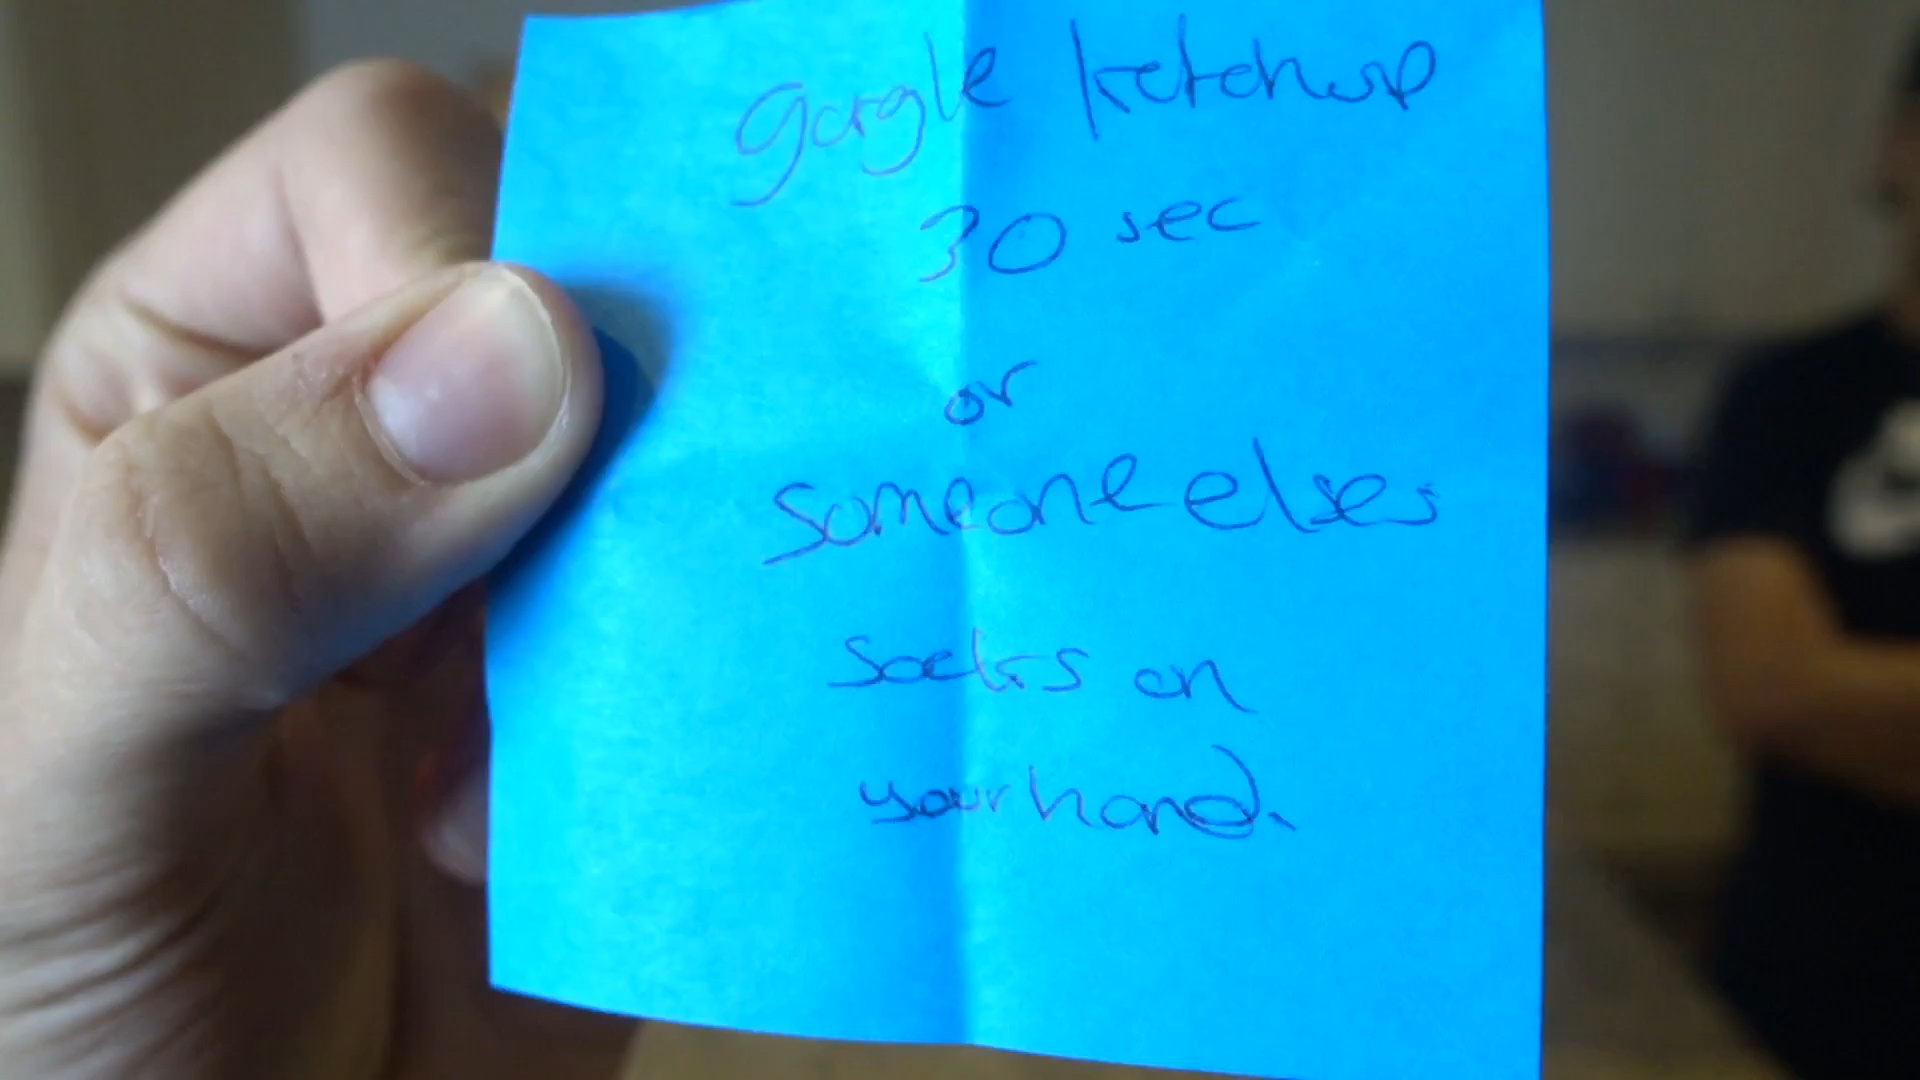 gargle ketchup
30 sec
or
someone elses
socks on
your hand.